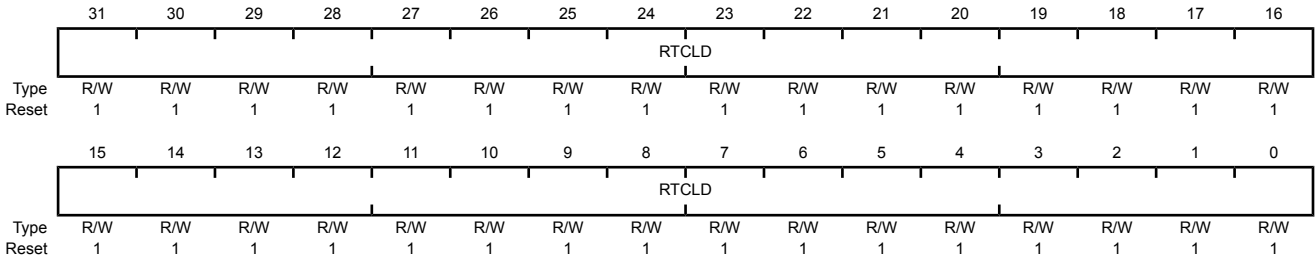 31 30 29 28 27 26 25 24 23 22 21 20 19 18 17 16
RTCLD
Type R/W R/W R/W R/W R/W R/W R/W R/W R/W R/W R/W R/W R/W R/W R/W R/W
Reset 1 1 1 1 1 1 1 1 1 1 1 1 1 1 1 1
15 14 13 12 11 10 9 8 7 6 5 4 3 2 1 0
RTCLD
Type R/W R/W R/W R/W R/W R/W R/W R/W R/W R/W R/W R/W R/W R/W R/W R/W
Reset 1 1 1 1 1 1 1 1 1 1 1 1 1 1 1 1